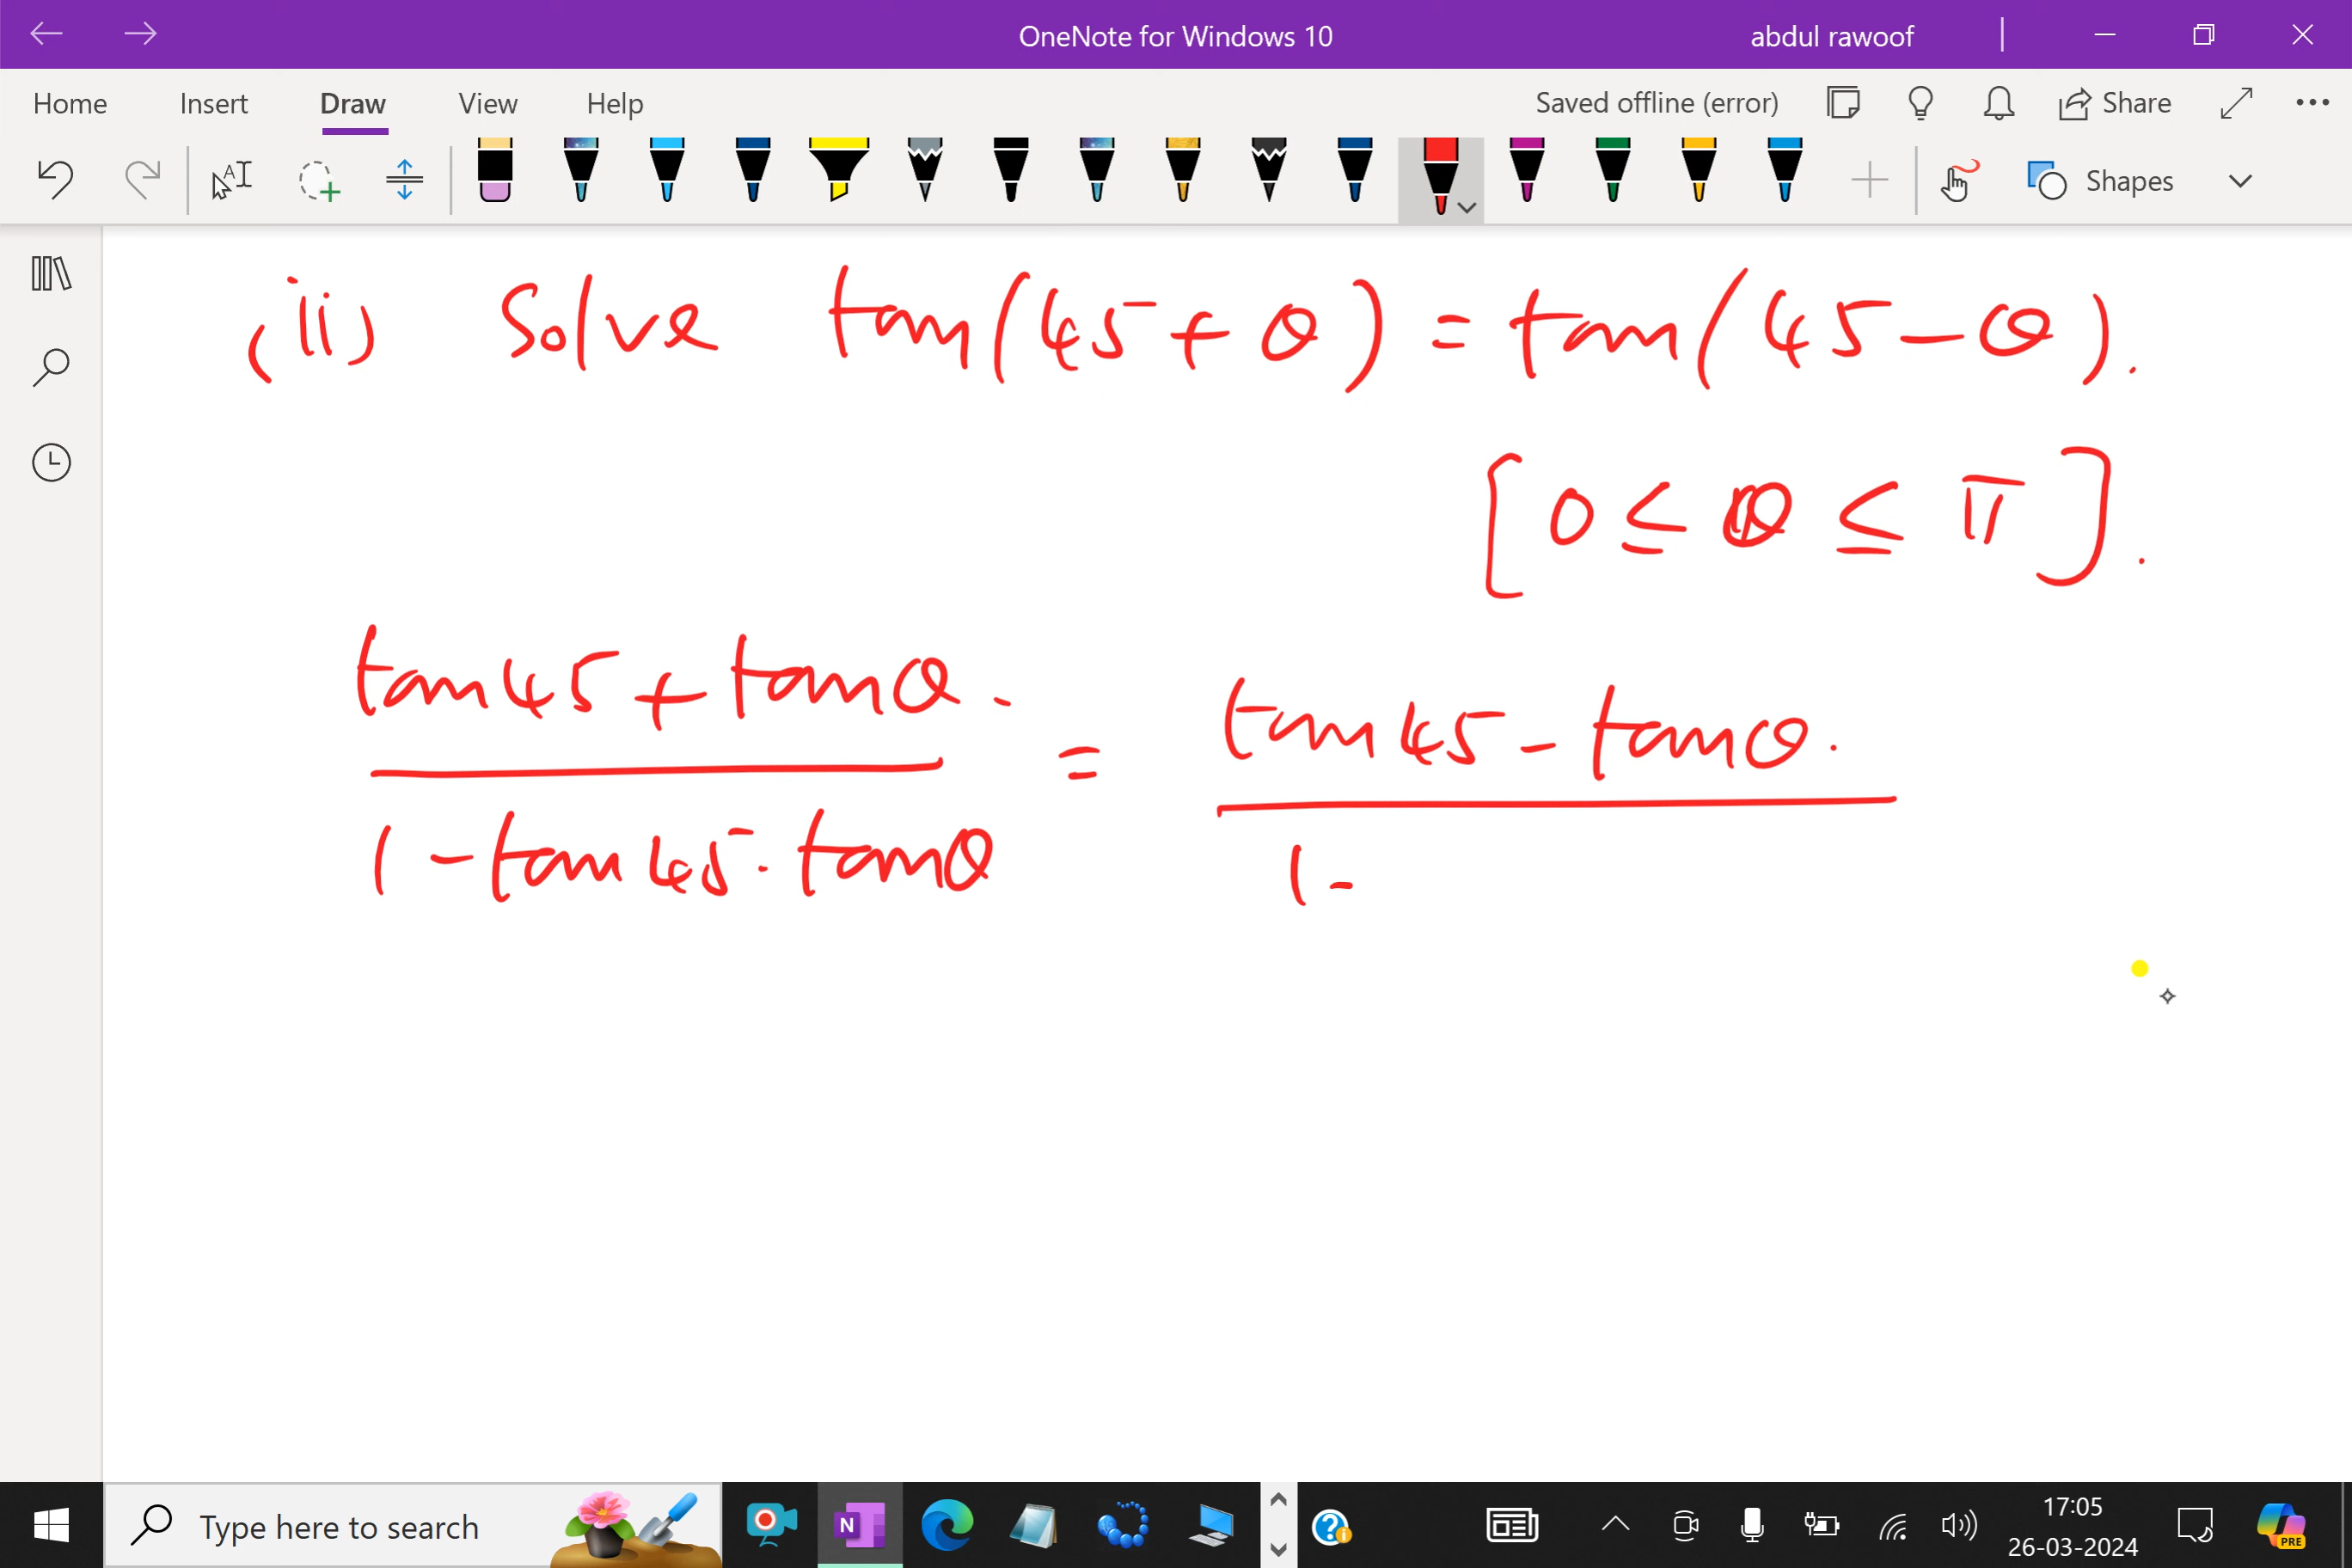 OneNote for Windows 10 abdul rawoof
Home Insert Draw View Help Saved offline (error) Share
Shapes
(ii) Solve tan(45+θ) = tan(45-θ).
[0 ≤ θ ≤ π].
tan45+tanθ. = tan45-tanθ.
1-tan45.tanθ 1-
Type here to search
N
PRE
17:05
26-03-2024